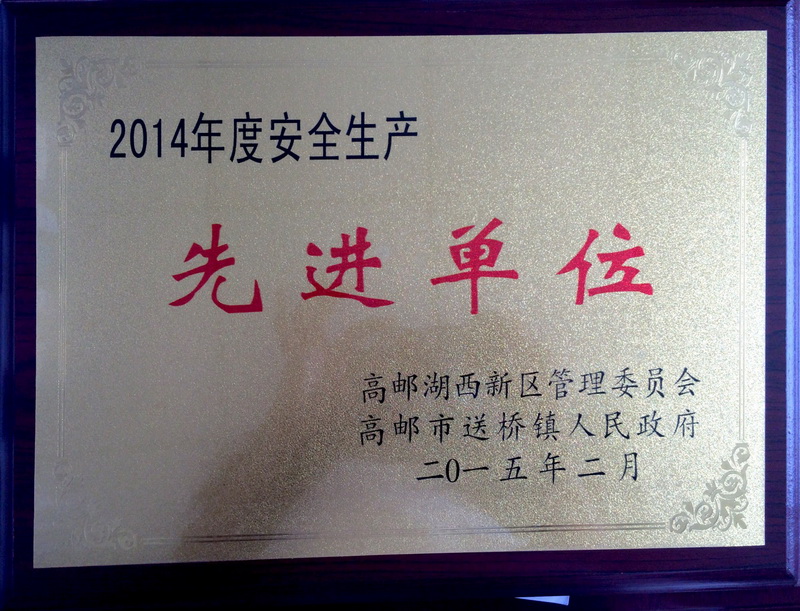 2014年度安全生产
先进单位
高邮湖西新区管理委员会
高邮市送桥镇人民政府
二〇一五年二月